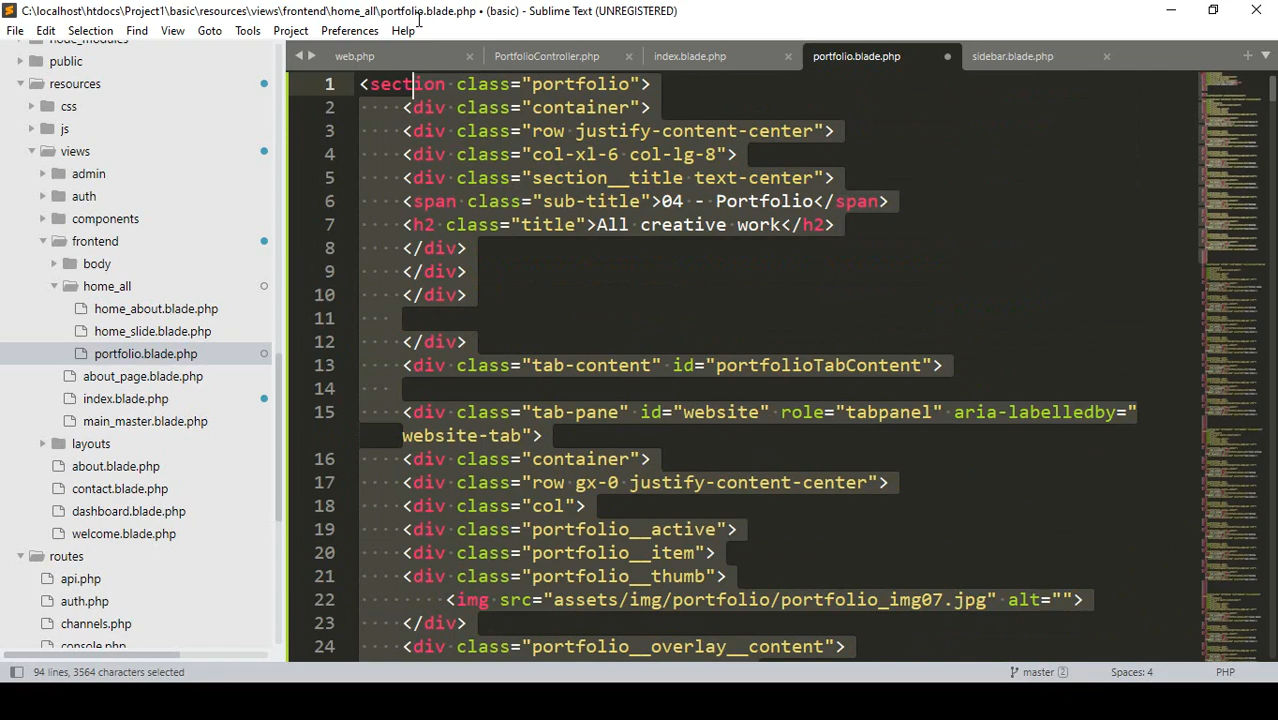 C:\localhost\htdocs\Project1\basic\resources\views\frontend\home_all\portfolio.blade.php • (basic) - Sublime Text (UNREGISTERED)
File Edit Selection Find View Goto Tools Project Preferences Help
node_modules
public
resources
css
js
views
admin
auth
components
frontend
body
home_all
home_about.blade.php
home_slide.blade.php
portfolio.blade.php
about_page.blade.php
index.blade.php
main_master.blade.php
layouts
about.blade.php
contact.blade.php
dashboard.blade.php
welcome.blade.php
routes
api.php
auth.php
channels.php
console.php
web.php PortfolioController.php index.blade.php portfolio.blade.php sidebar.blade.php
1 <section class="portfolio">
2 <div class="container">
3 <div class="row justify-content-center">
4 <div class="col-xl-6 col-lg-8">
5 <div class="section__title text-center">
6 <span class="sub-title">04 - Portfolio</span>
7 <h2 class="title">All creative work</h2>
8 </div>
9 </div>
10 </div>
11
12 </div>
13 <div class="tab-content" id="portfolioTabContent">
14
15 <div class="tab-pane" id="website" role="tabpanel" aria-labelledby="
website-tab">
16 <div class="container">
17 <div class="row gx-0 justify-content-center">
18 <div class="col">
19 <div class="portfolio__active">
20 <div class="portfolio__item">
21 <div class="portfolio__thumb">
22 <img src="assets/img/portfolio/portfolio_img07.jpg" alt="">
23 </div>
24 <div class="portfolio__overlay__content">
94 lines, 3564 characters selected
master 2 Spaces: 4 PHP